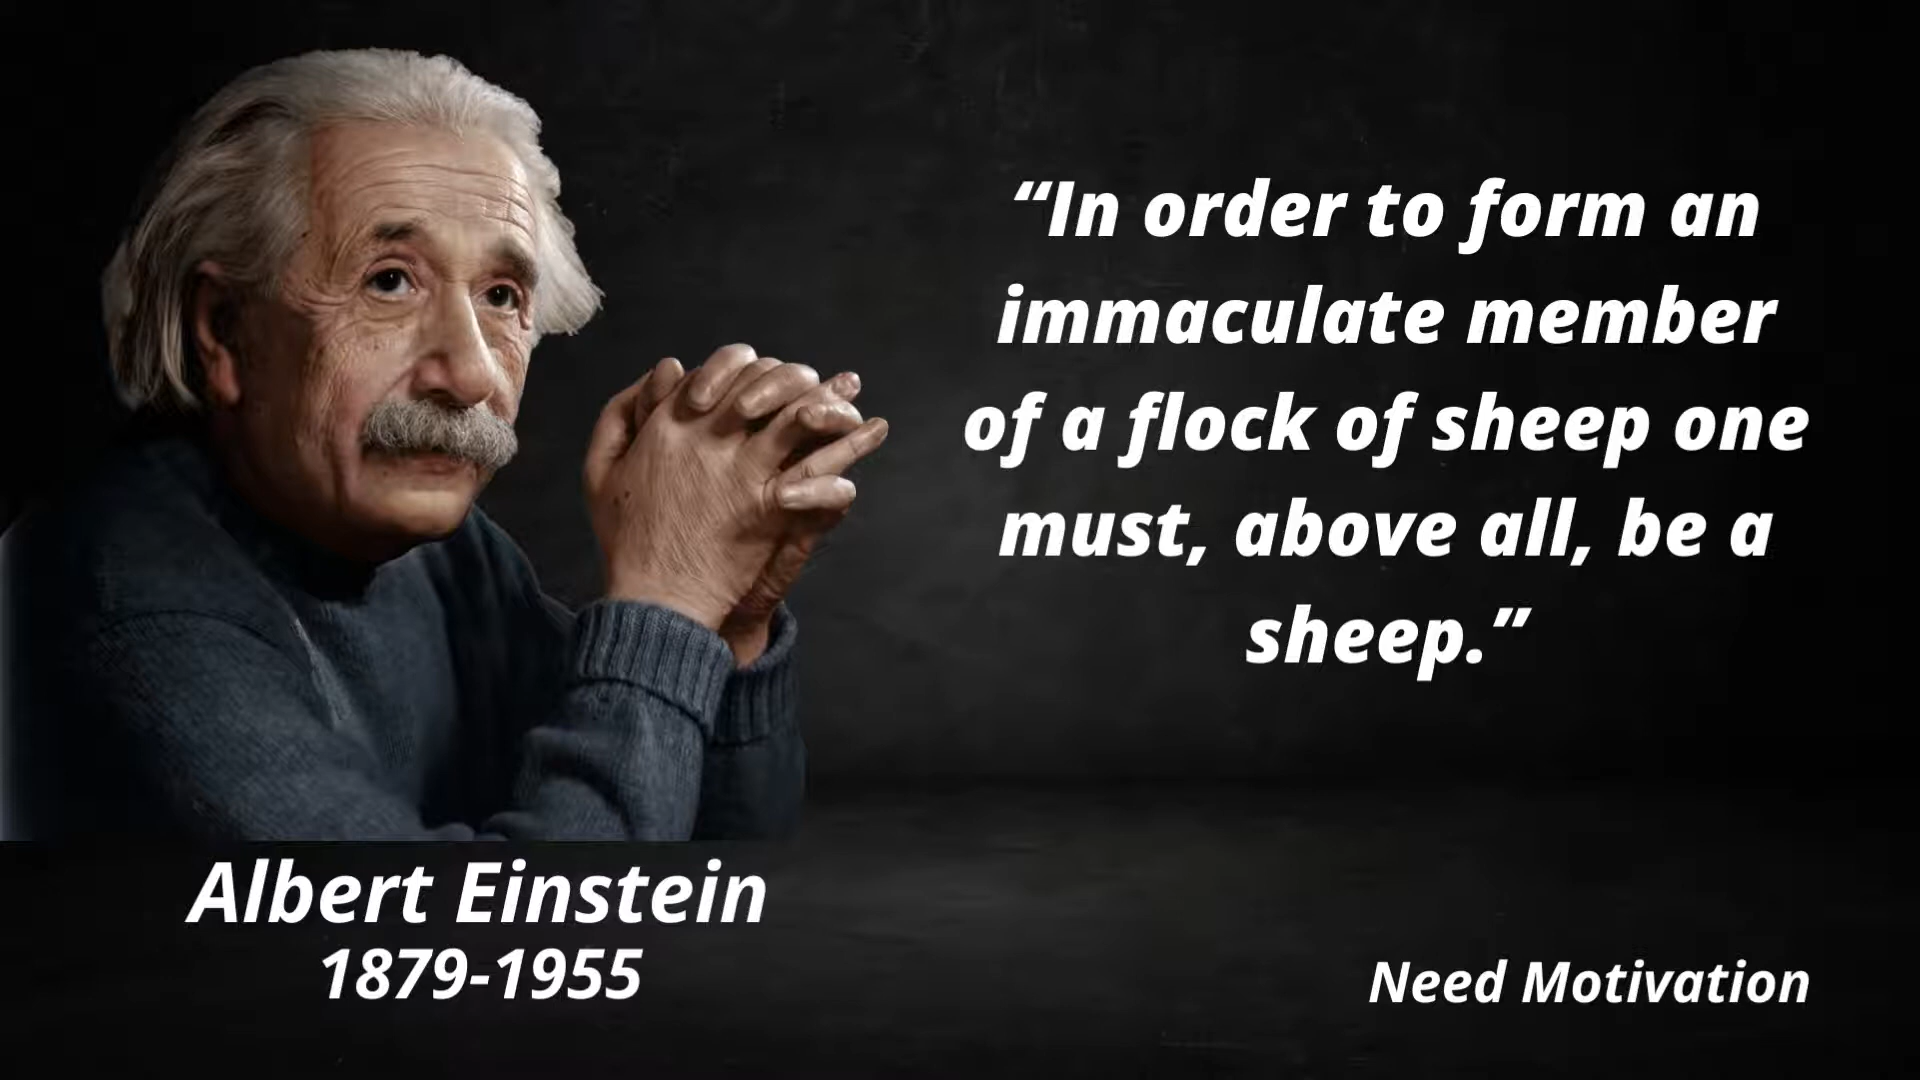 “In order to form an
immaculate member
of a flock of sheep one
must, above all, be a
sheep.”
Albert Einstein
1879-1955
Need Motivation